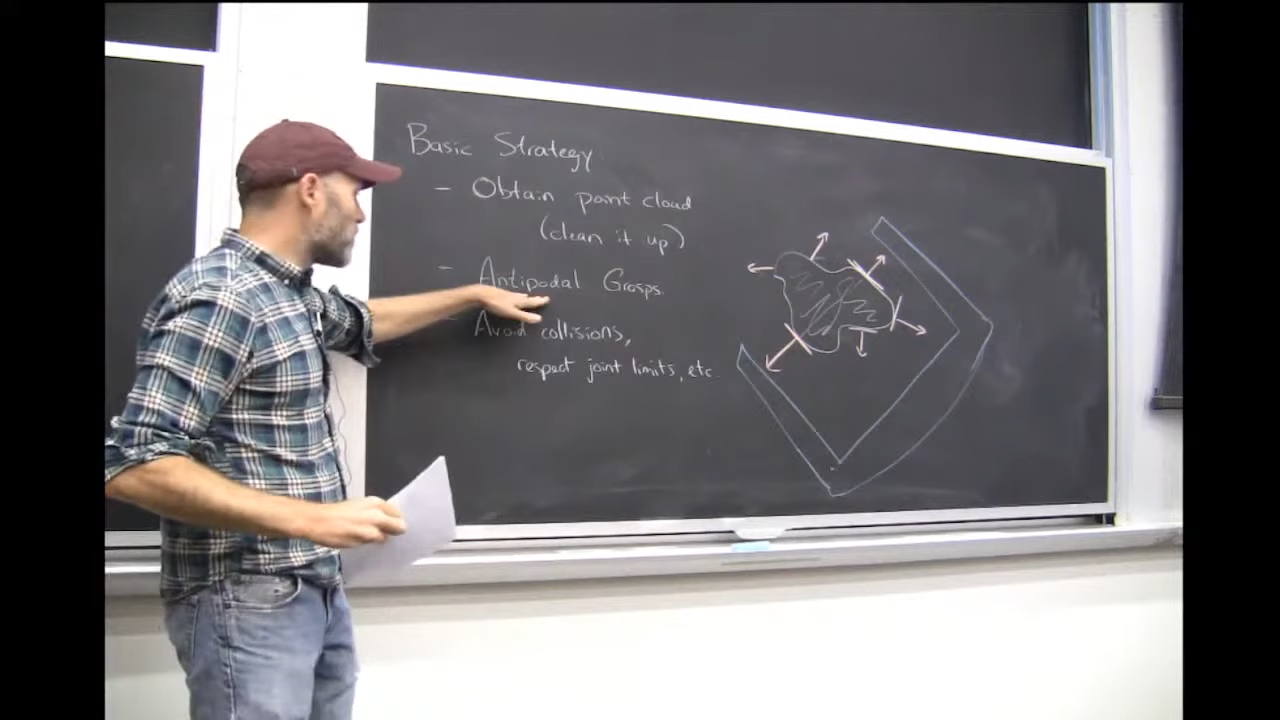 Basic Strategy
- Obtain point cloud
(clean it up)
- Antipodal Grasps.
- Avoid collisions,
respect joint limits, etc.